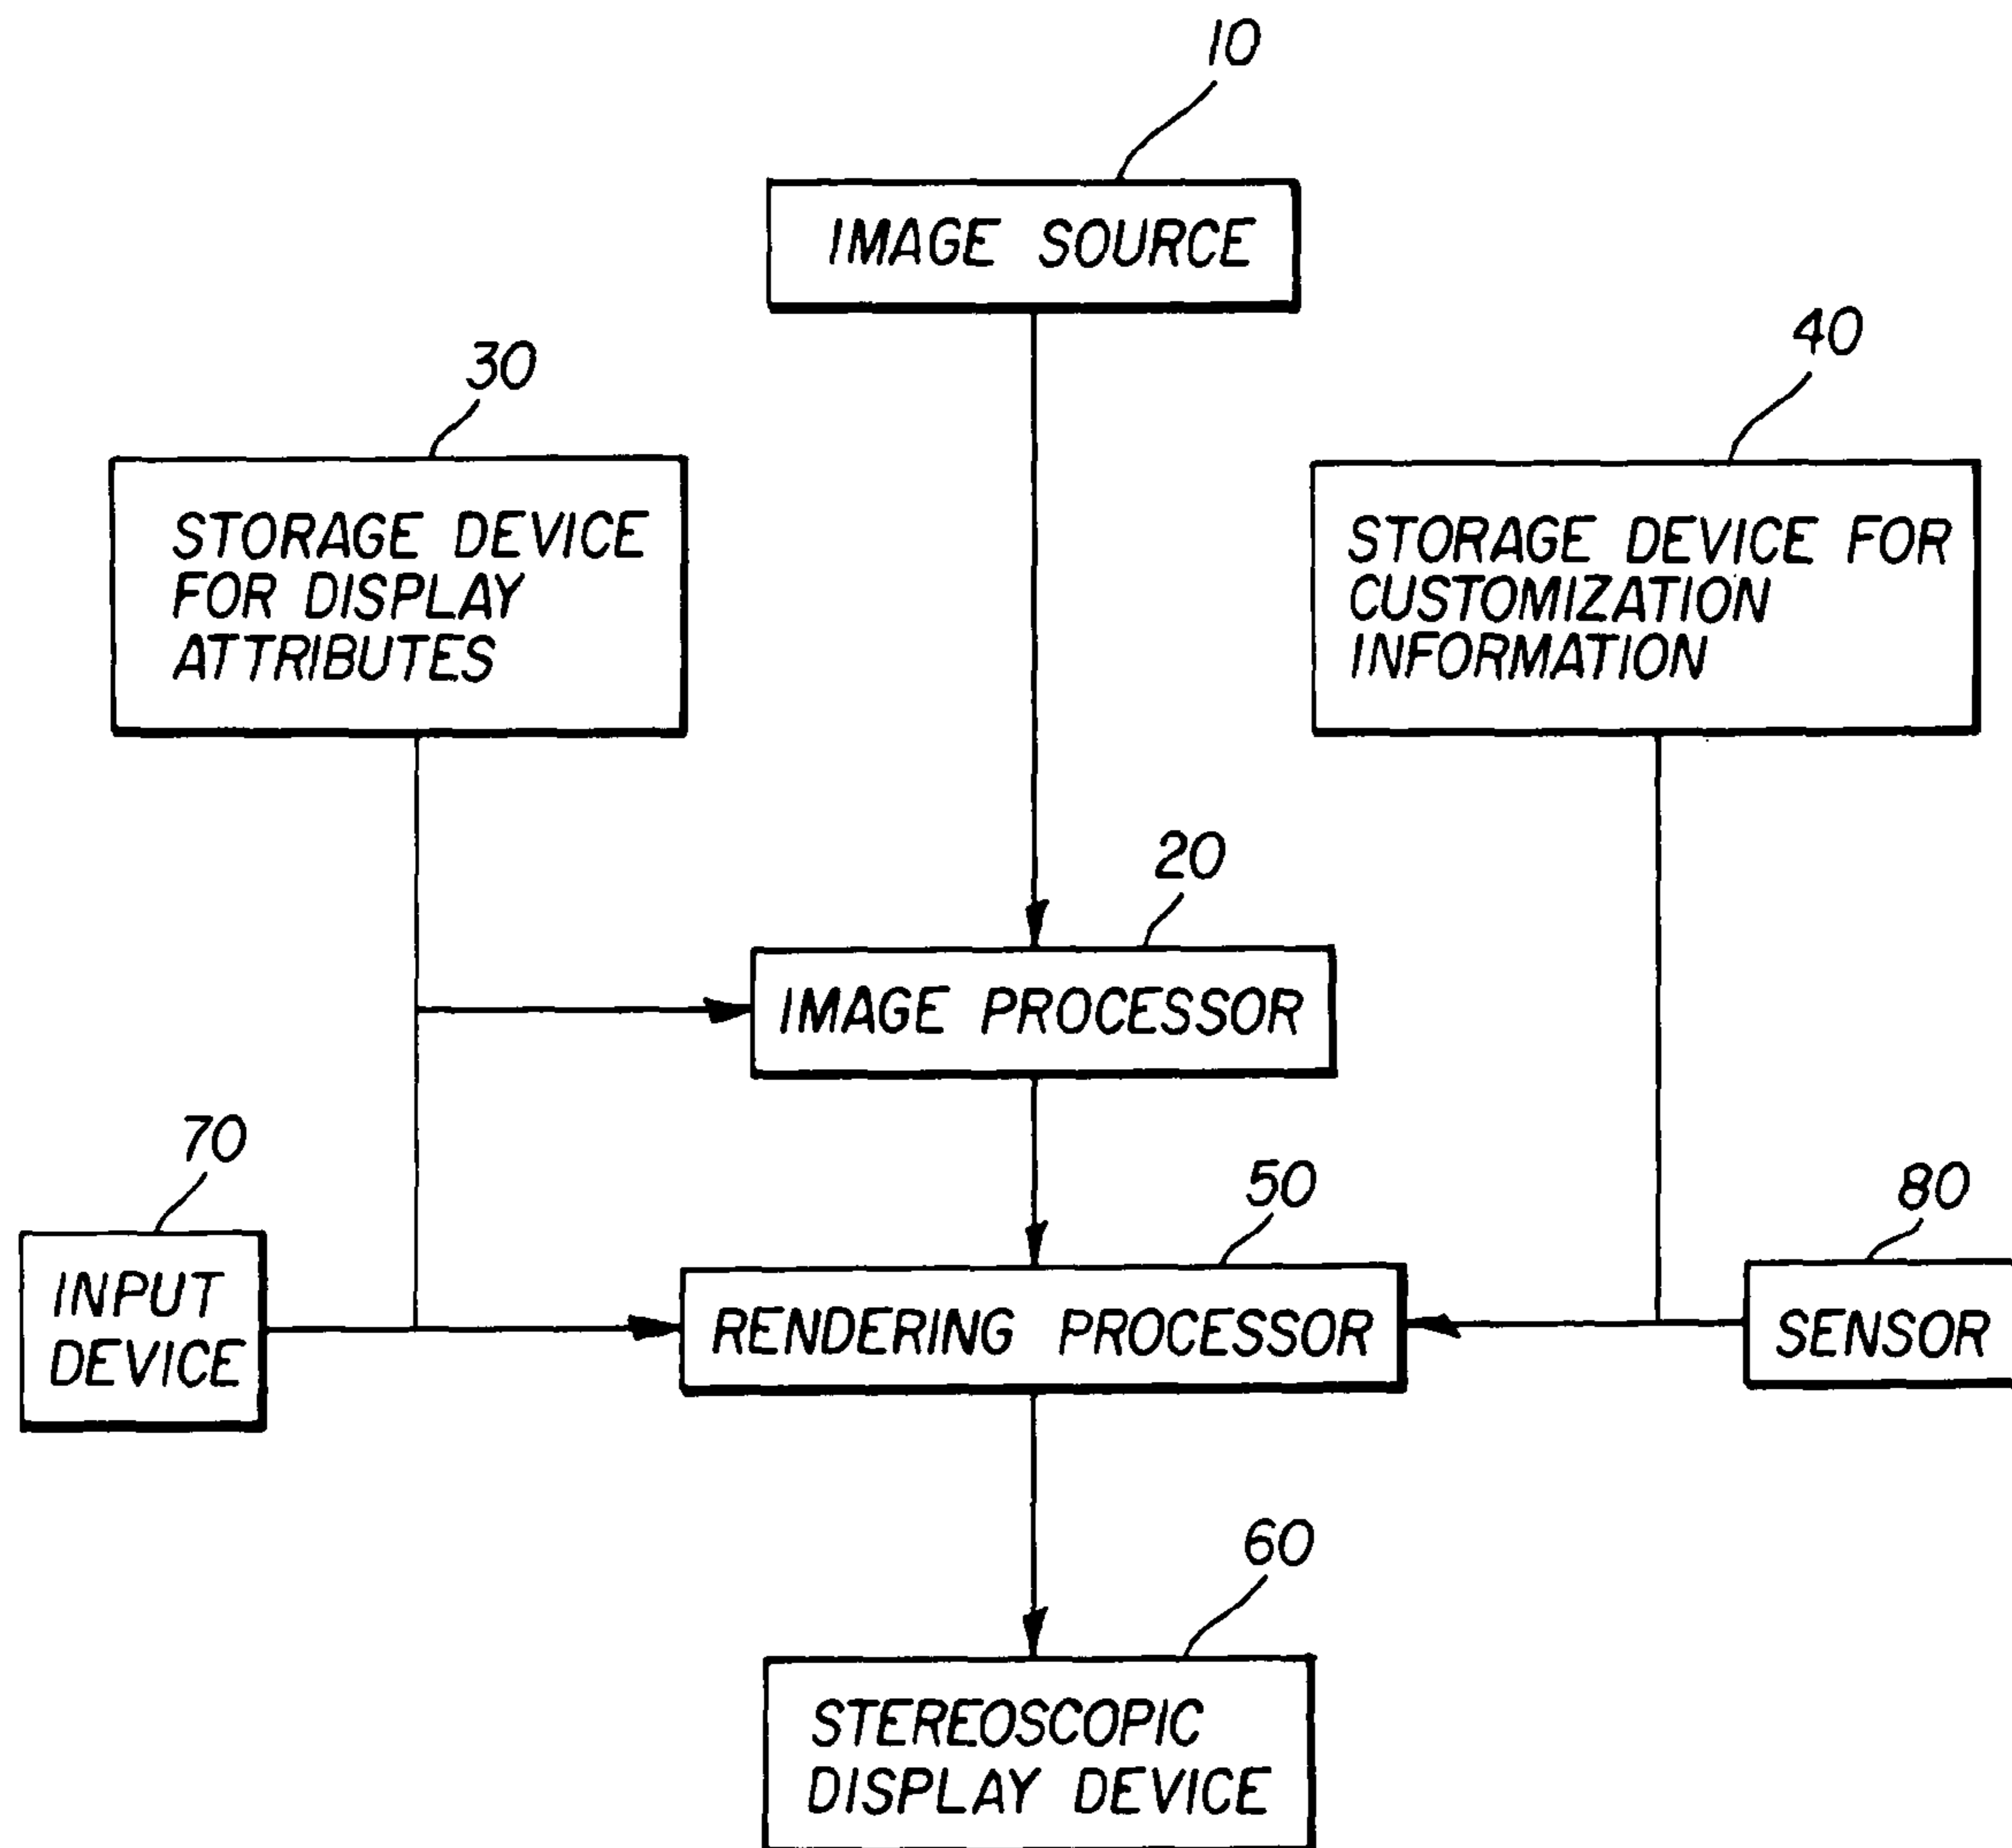 10
IMAGE SOURCE
30
40
STORAGE DEVICE
FOR DISPLAY
ATTRIBUTES
STORAGE DEVICE FOR
CUSTOMIZATION
INFORMATION
20
IMAGE PROCESSOR
70
50
80
INPUT
DEVICE
RENDERING PROCESSOR
SENSOR
60
STEREOSCOPIC
DISPLAY DEVICE